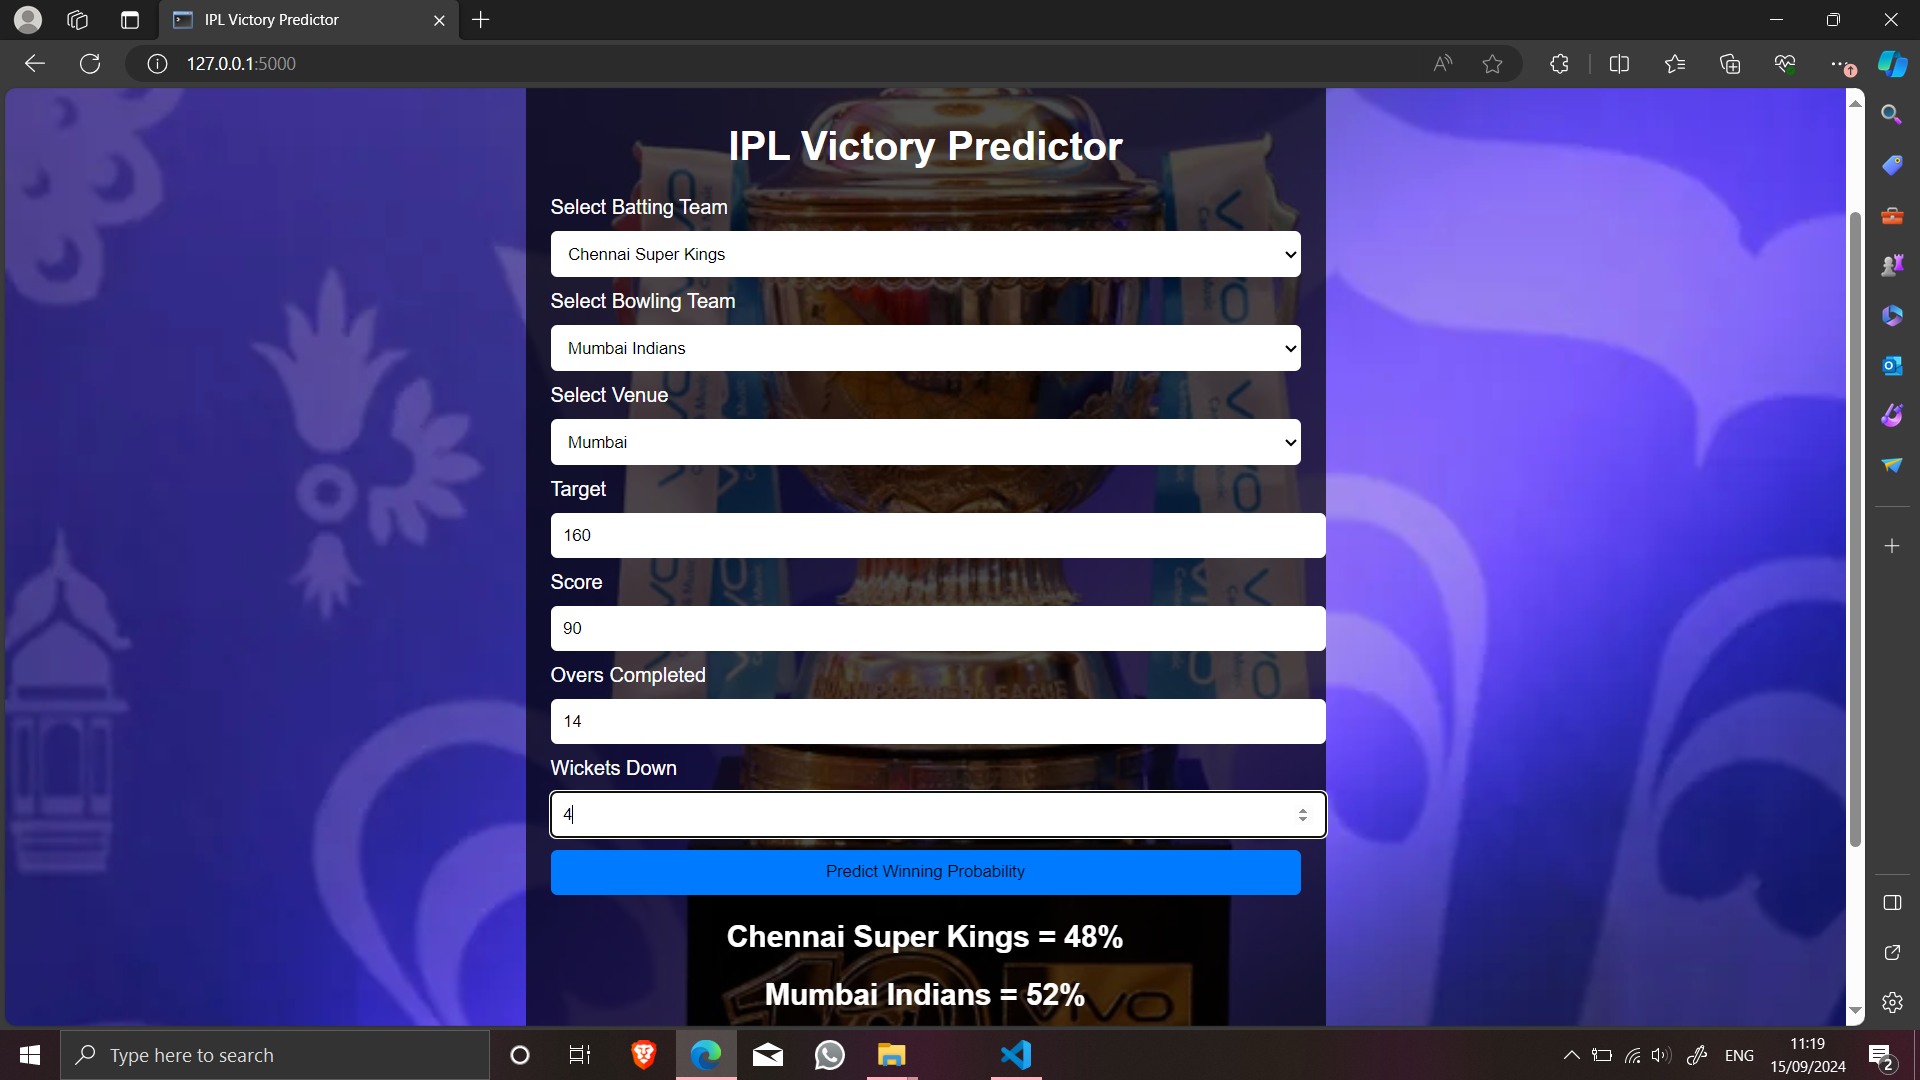 IPL Victory Predictor
127.0.0.1:5000
IPL Victory Predictor
Select Batting Team
Chennai Super Kings
Select Bowling Team
Mumbai Indians
Select Venue
Mumbai
Target
160
Score
90
Overs Completed
14
Wickets Down
4
Predict Winning Probability
Chennai Super Kings = 48%
Mumbai Indians = 52%
VIVO
Type here to search
ENG
11:19
15/09/2024
2